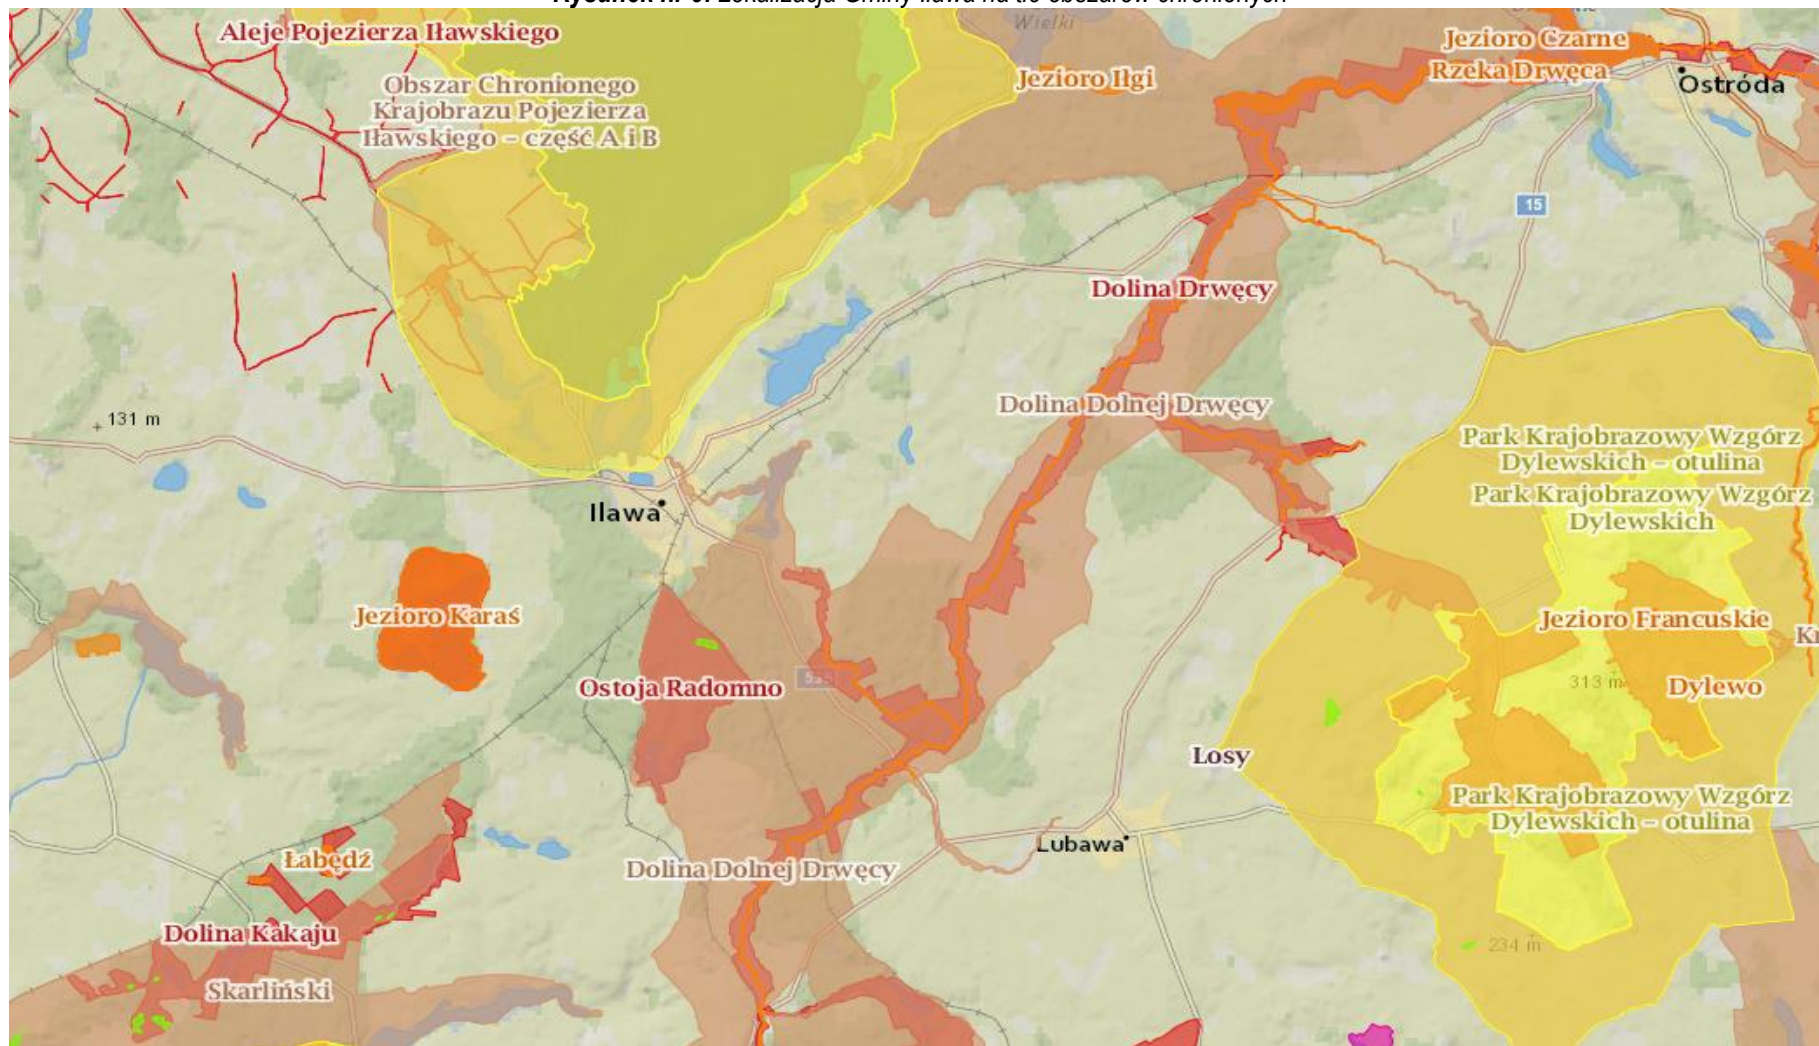 Aleje Pojezierza Iławskiego
Wielki
Jezioro Czarne
Rzeka Drwęca
Jezioro Iłgi
Ostróda
Obszar Chronionego
Krajobrazu Pojezierza
Iławskiego – część A i B
15
Dolina Drwęcy
Dolina Dolnej Drwęcy
131 m
Park Krajobrazowy Wzgórz
Dylewskich – otulina
Park Krajobrazowy Wzgórz
Dylewskich
Ilawa
Jezioro Karaś
Jezioro Francuskie
Ostoja Radomno
313 m
Dylewo
Losy
Park Krajobrazowy Wzgórz
Dylewskich – otulina
Lubawa
Łabędź
Dolina Dolnej Drwęcy
Dolina Kakaju
234 m
Skarliński